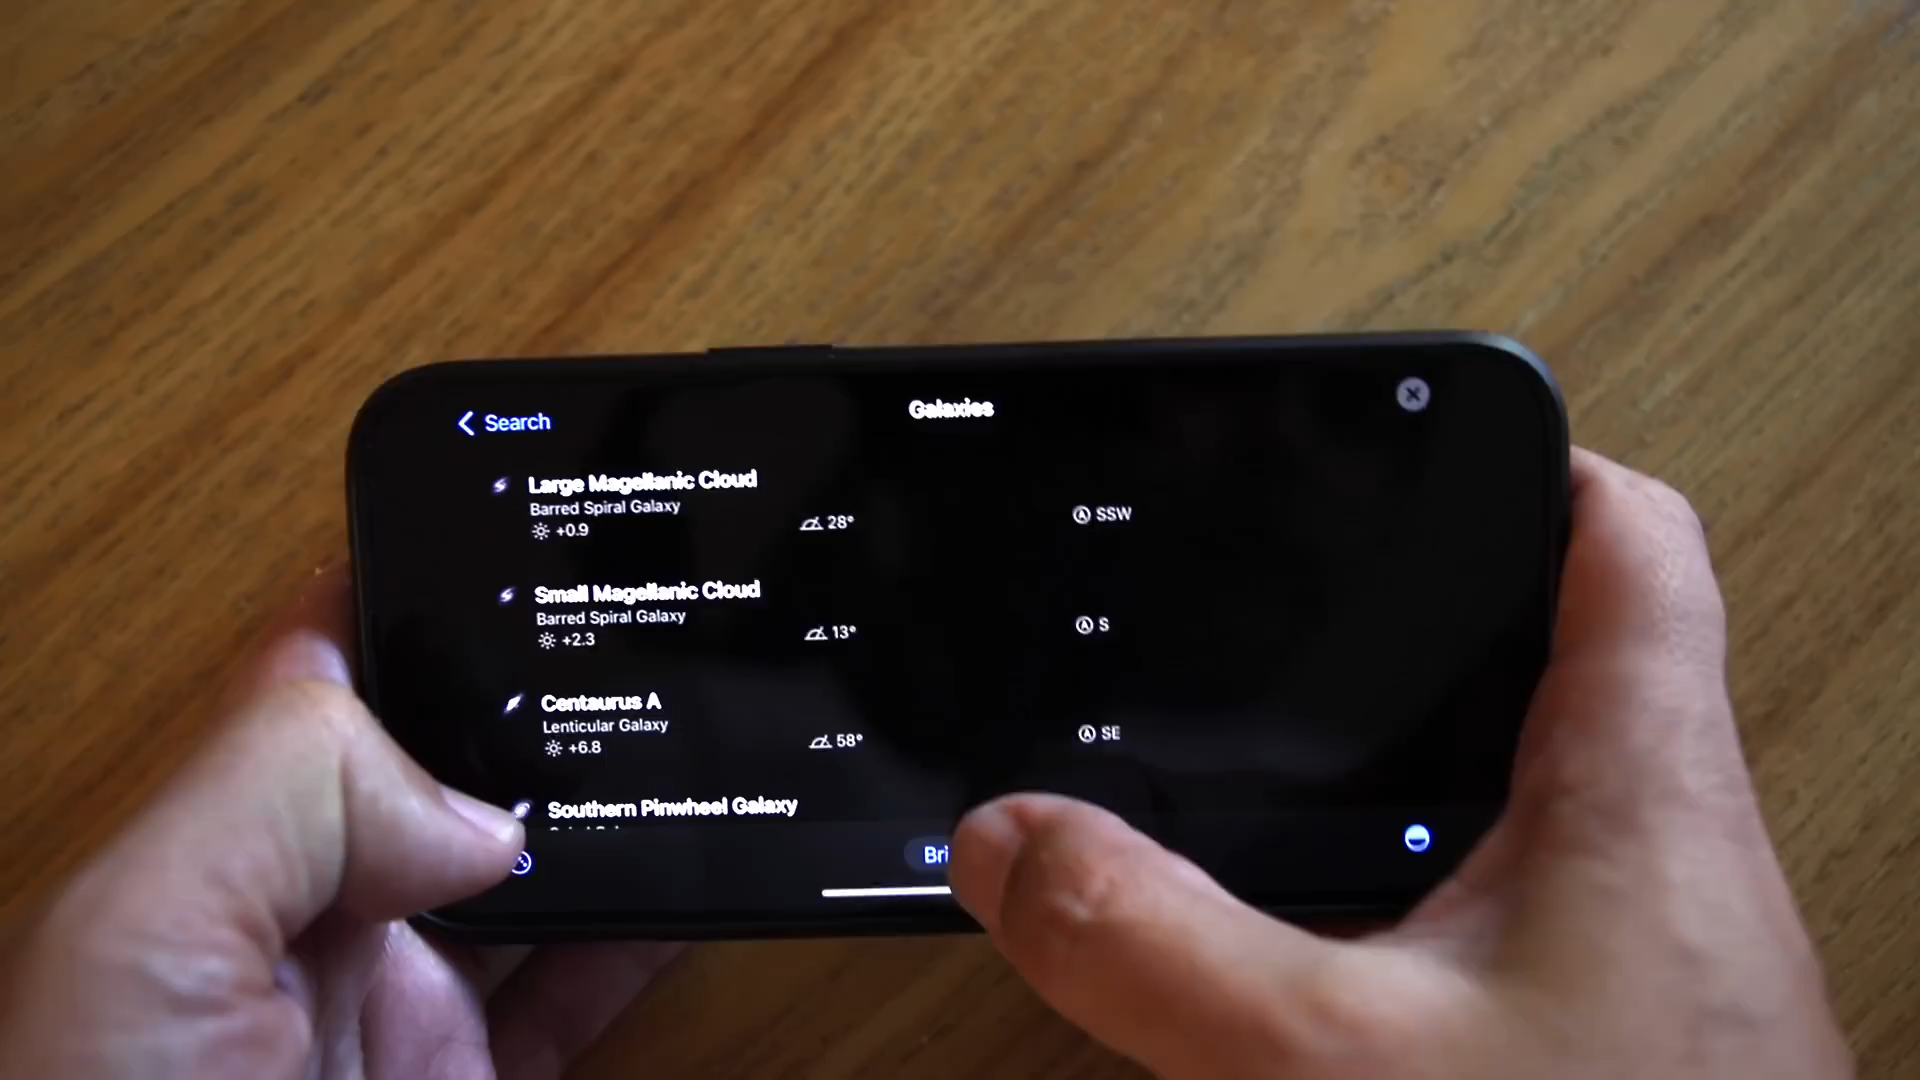 Search
Galaxies
Large Magellanic Cloud
Barred Spiral Galaxy
+0.9
28°
SSW
Small Magellanic Cloud
Barred Spiral Galaxy
+2.3
13°
S
Centaurus A
Lenticular Galaxy
+6.8
58°
SE
Southern Pinwheel Galaxy
Bri